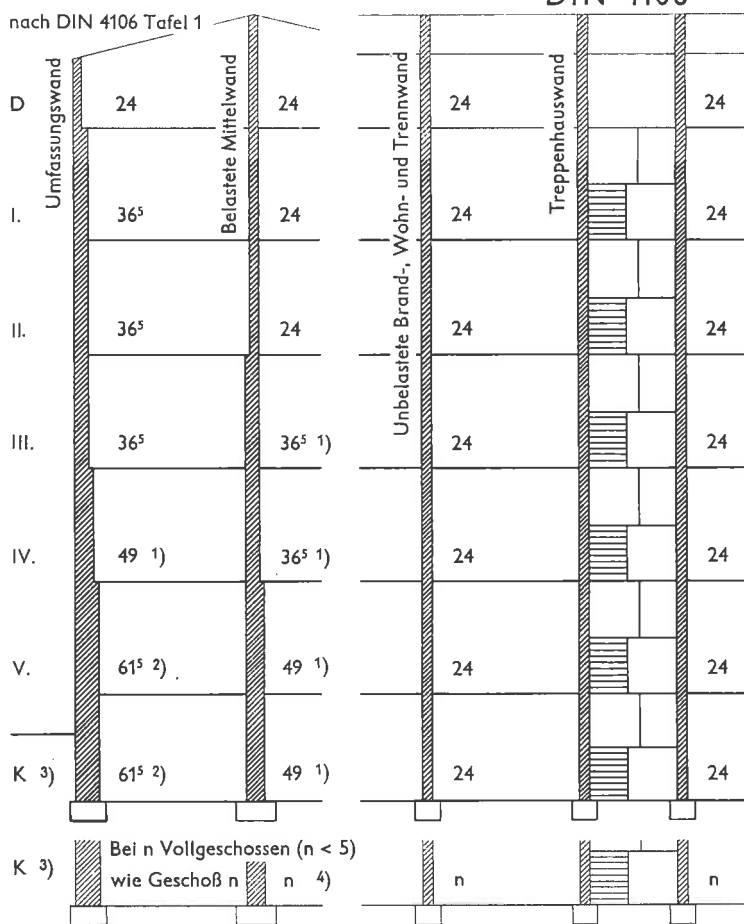 DIN 4106
nach DIN 4106 Tafel 1
Umfassungswand
Belastete Mittelwand
Unbelastete Brand-, Wohn- und Trennwand
Treppenhauswand
D 24 24 24 24
I. 36⁵ 24 24 24
II. 36⁵ 24 24 24
III. 36⁵ 36⁵ ¹) 24 24
IV. 49 ¹) 36⁵ ¹) 24 24
V. 61⁵ ²) 49 ¹) 24 24
K ³) 61⁵ ²) 49 ¹) 24 24
Bei n Vollgeschossen (n < 5)
K ³) wie Geschoß n n ⁴) n n